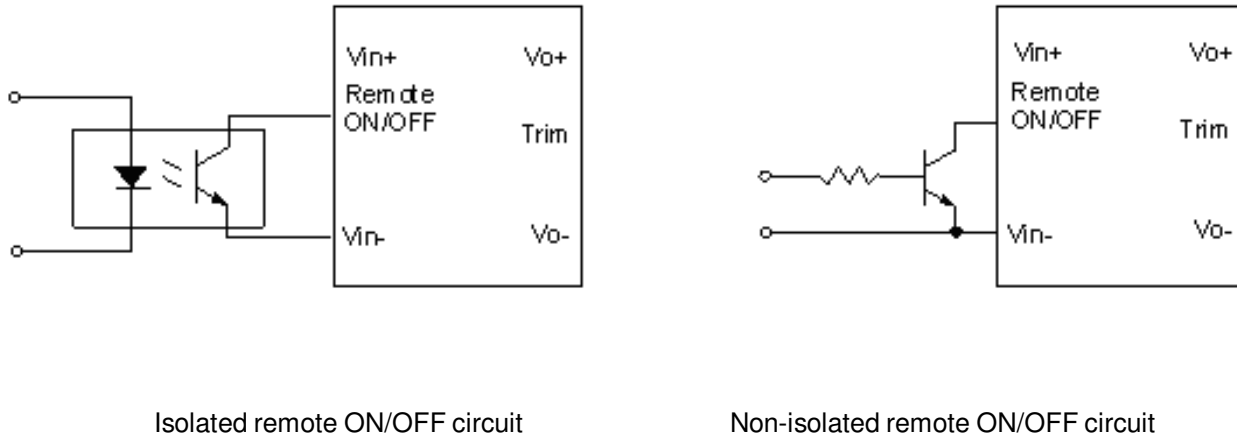 Vin+ Vo+
Remote
ON/OFF
Trim
Vin- Vo-
Vin+ Vo+
Remote
ON/OFF
Trim
Vin- Vo-
Isolated remote ON/OFF circuit
Non-isolated remote ON/OFF circuit